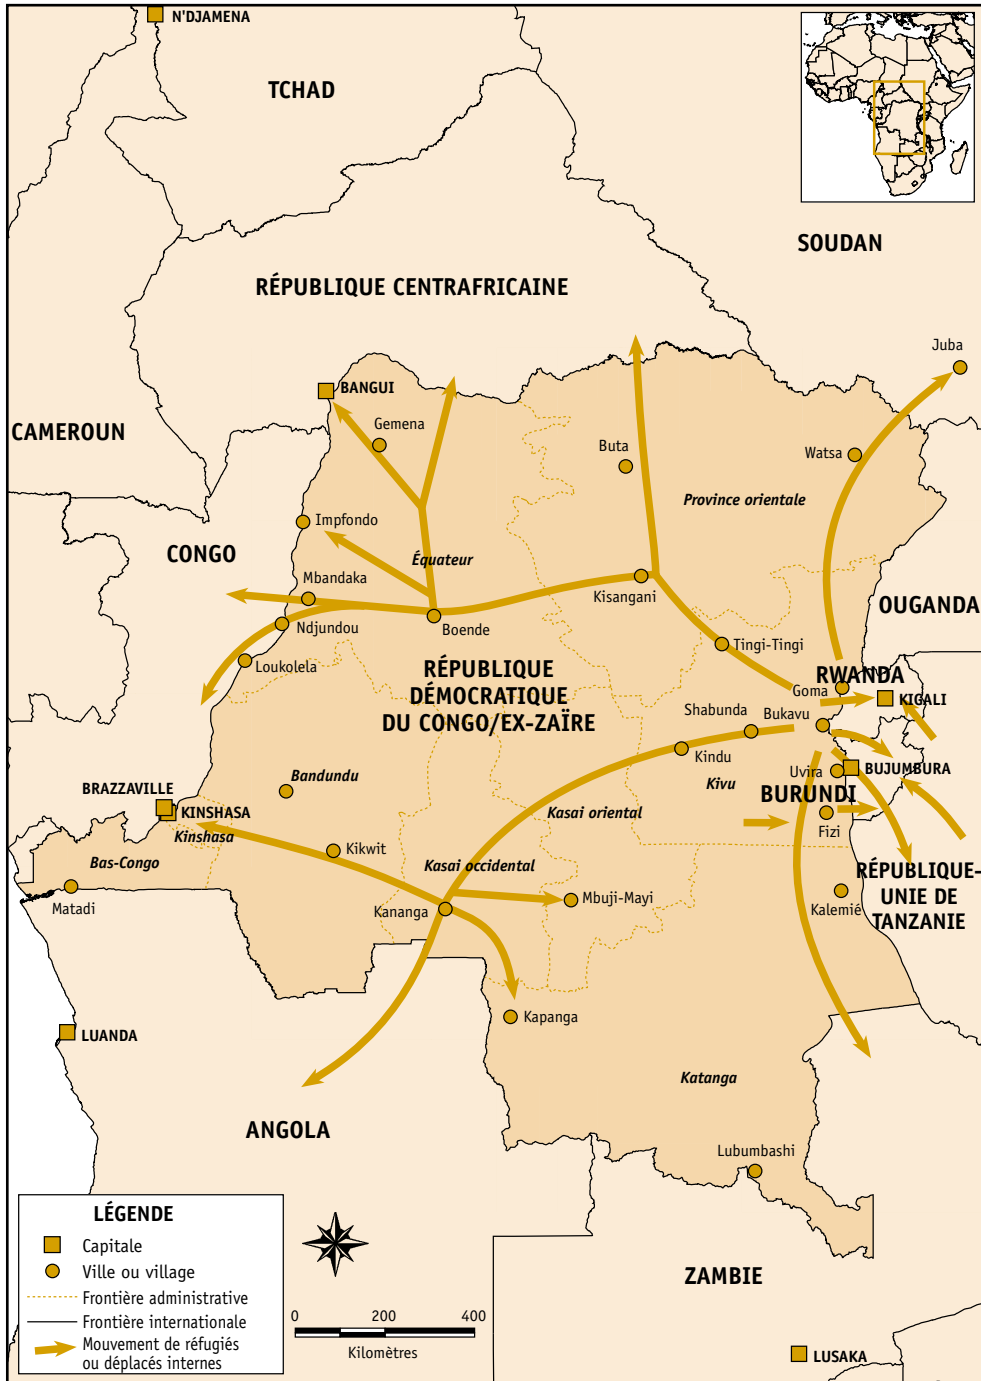 N'DJAMENA
TCHAD
SOUDAN
RÉPUBLIQUE CENTRAFRICAINE
Juba
BANGUI
CAMEROUN
Gemena
Buta
Watsa
Province orientale
Impfondo
CONGO
Équateur
Mbandaka
Kisangani
OUGANDA
Ndjundou
Boende
Tingi-Tingi
Loukolela
RÉPUBLIQUE
DÉMOCRATIQUE
DU CONGO/EX-ZAÏRE
RWANDA
Goma
KIGALI
Shabunda
Bukavu
Kindu
Uvira
BUJUMBURA
Bandundu
Kivu
BRAZZAVILLE
BURUNDI
KINSHASA
Kinshasa
Kasai oriental
Fizi
Kikwit
Bas-Congo
Kasai occidental
RÉPUBLIQUE-
UNIE DE
TANZANIE
Matadi
Kananga
Mbuji-Mayi
Kalemié
Kapanga
LUANDA
Katanga
ANGOLA
Lubumbashi
ZAMBIE
LUSAKA
LÉGENDE
Capitale
Ville ou village
Frontière administrative
Frontière internationale
Mouvement de réfugiés
ou déplacés internes
0 200 400
Kilomètres